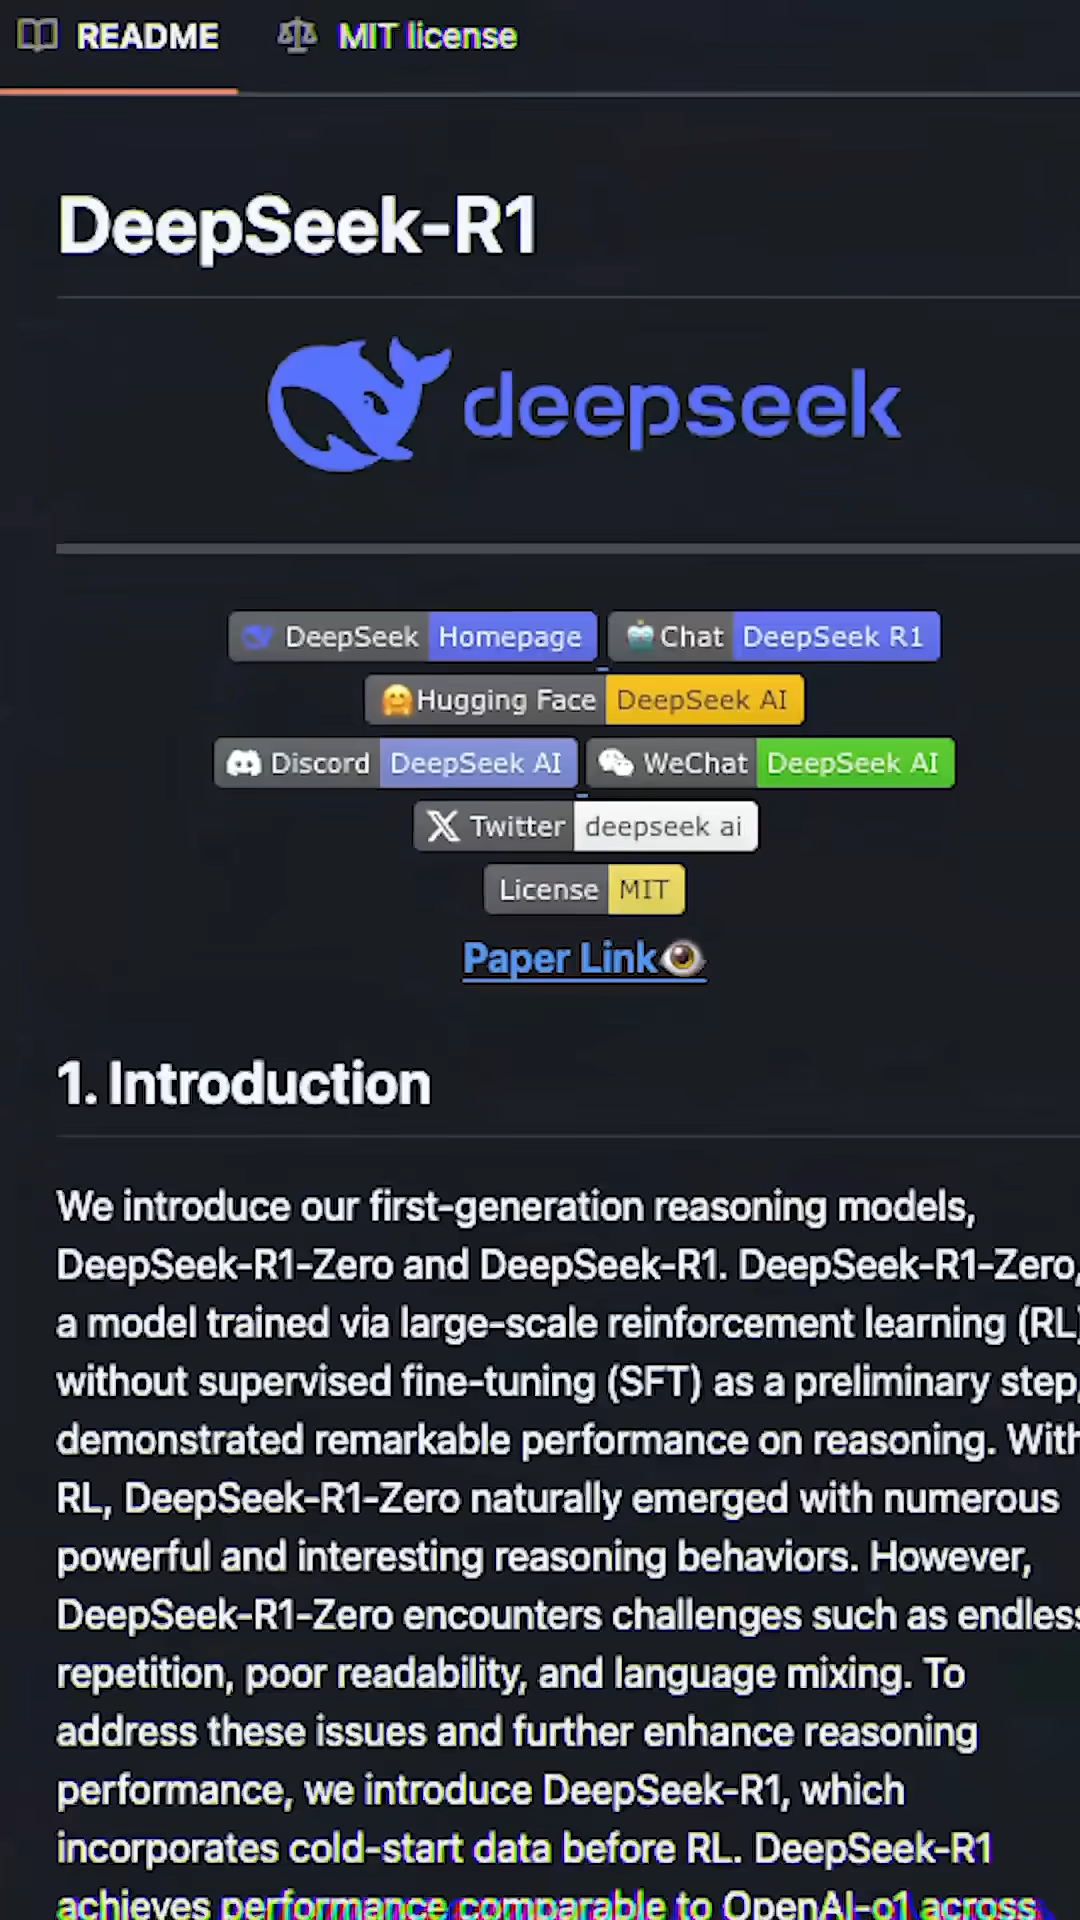 README MIT license
DeepSeek-R1
deepseek
DeepSeek Homepage Chat DeepSeek R1
Hugging Face DeepSeek AI
Discord DeepSeek AI WeChat DeepSeek AI
Twitter deepseek ai
License MIT
Paper Link
1. Introduction
We introduce our first-generation reasoning models,
DeepSeek-R1-Zero and DeepSeek-R1. DeepSeek-R1-Zero,
a model trained via large-scale reinforcement learning (RL)
without supervised fine-tuning (SFT) as a preliminary step,
demonstrated remarkable performance on reasoning. With
RL, DeepSeek-R1-Zero naturally emerged with numerous
powerful and interesting reasoning behaviors. However,
DeepSeek-R1-Zero encounters challenges such as endless
repetition, poor readability, and language mixing. To
address these issues and further enhance reasoning
performance, we introduce DeepSeek-R1, which
incorporates cold-start data before RL. DeepSeek-R1
achieves performance comparable to OpenAI-o1 across